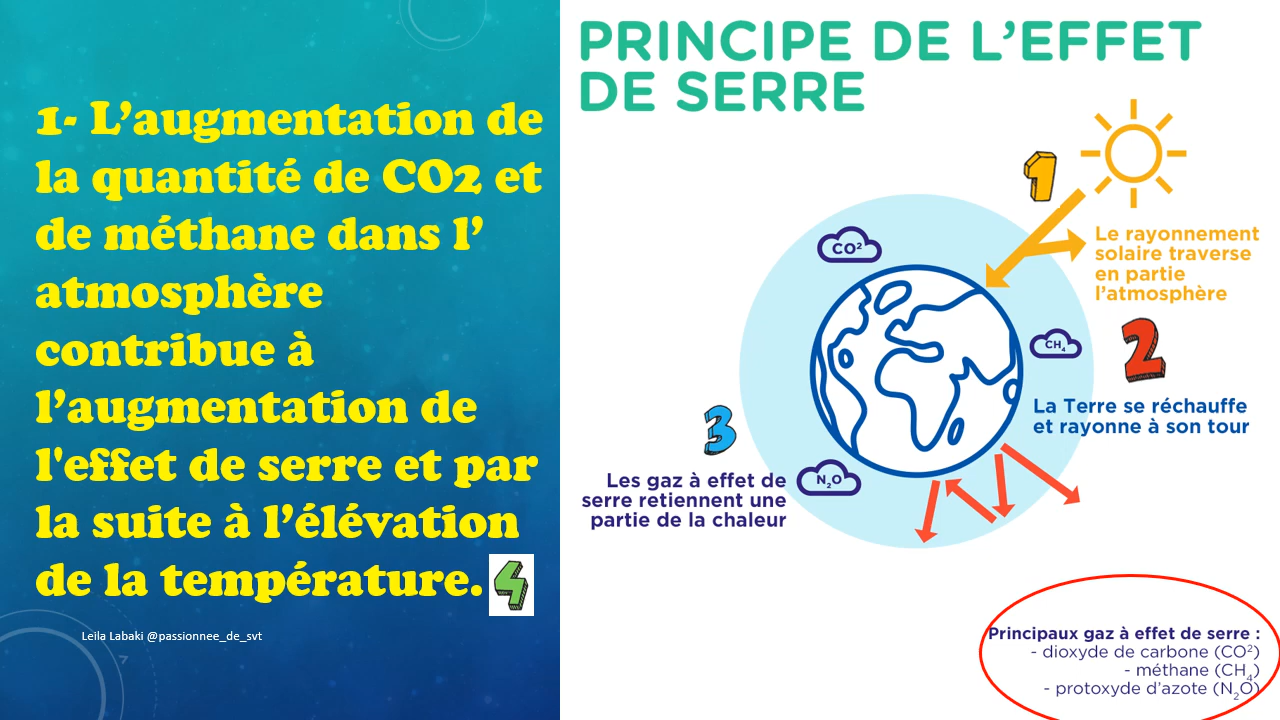 1- L’augmentation de
la quantité de CO2 et
de méthane dans l’
atmosphère
contribue à
l’augmentation de
l'effet de serre et par
la suite à l’élévation
de la température.
4
Leila Labaki @passionnee_de_svt
PRINCIPE DE L’EFFET
DE SERRE
1
Le rayonnement
solaire traverse
en partie
l’atmosphère
CO²
CH₄
2
La Terre se réchauffe
et rayonne à son tour
3
Les gaz à effet de
serre retiennent une
partie de la chaleur
N₂O
Principaux gaz à effet de serre :
- dioxyde de carbone (CO²)
- méthane (CH₄)
- protoxyde d’azote (N₂O)